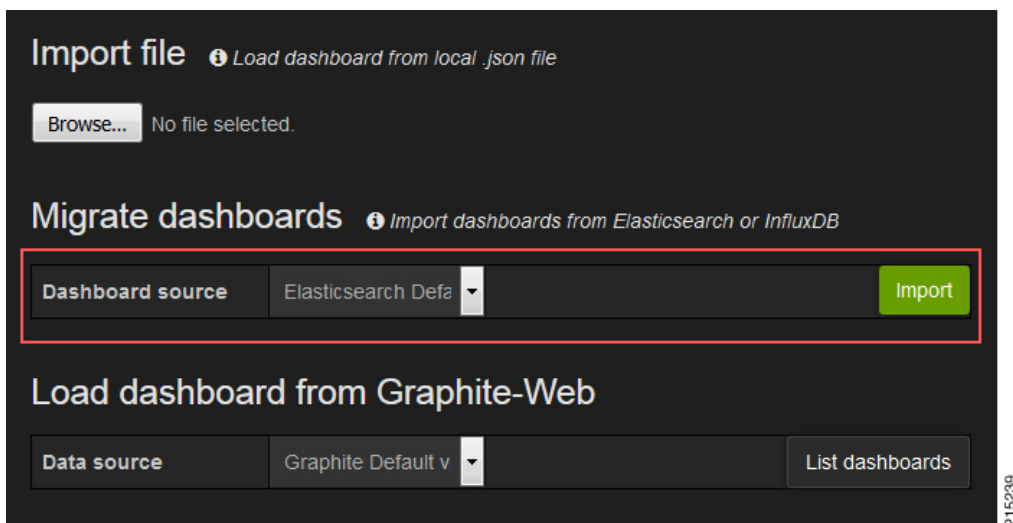 Import file Load dashboard from local .json file
Browse... No file selected.
Migrate dashboards Import dashboards from Elasticsearch or InfluxDB
Dashboard source Elasticsearch Defa Import
Load dashboard from Graphite-Web
Data source Graphite Default v List dashboards
215239